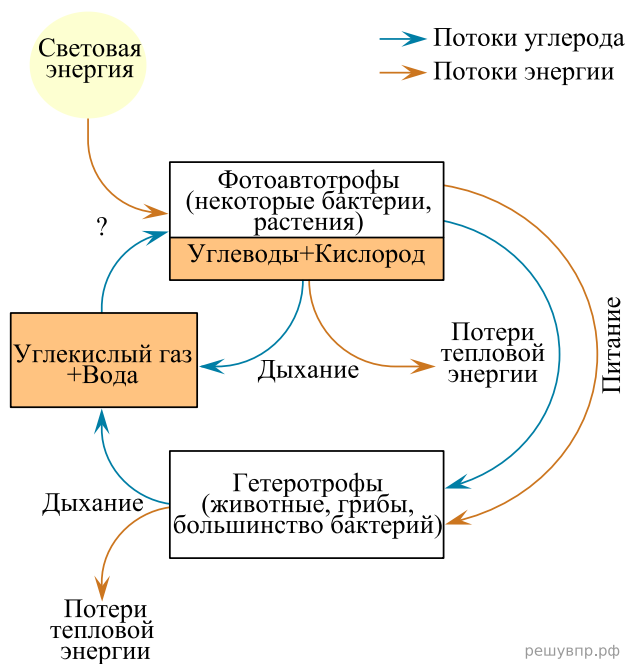 Световая
энергия
Потоки углерода
Потоки энергии
Фотоавтотрофы
(некоторые бактерии,
растения)
?
Углеводы+Кислород
Углекислый газ
+Вода
Дыхание
Потери
тепловой
энергии
Питание
Гетеротрофы
(животные, грибы,
большинство бактерий)
Дыхание
Потери
тепловой
энергии
решувпр.рф